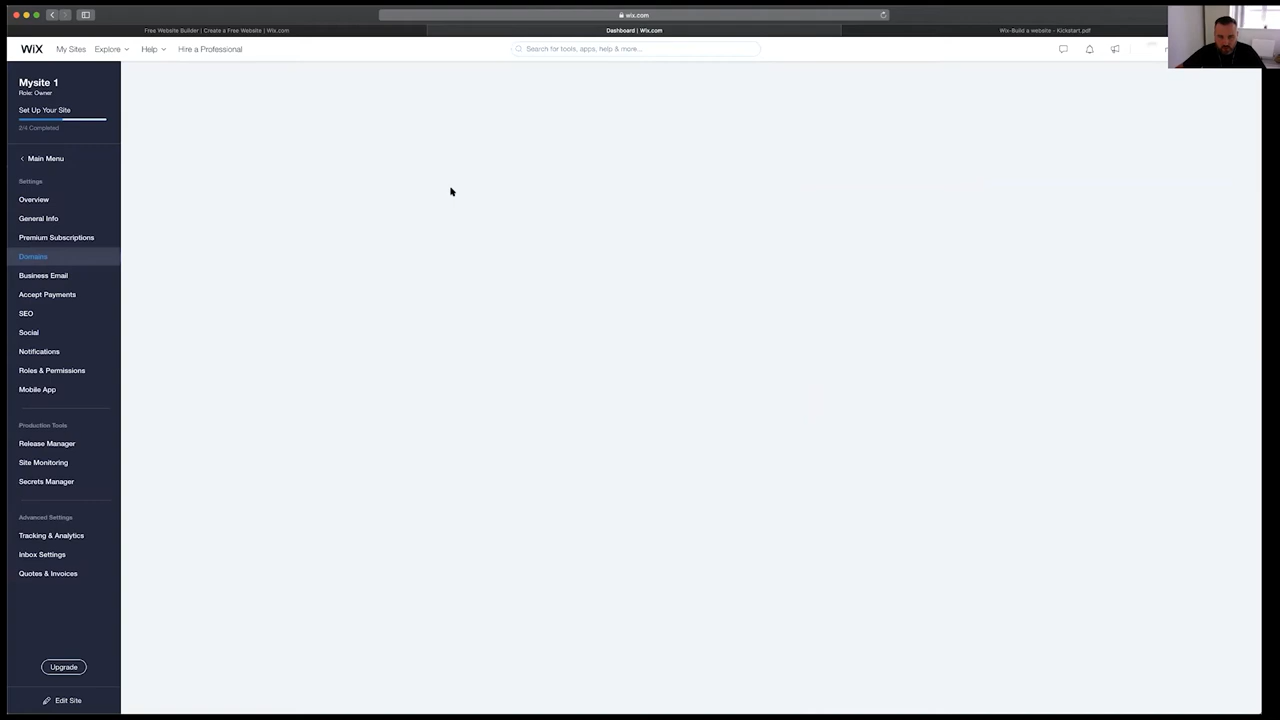 wix.com
Free Website Builder | Create a Free Website | Wix.com
Dashboard | Wix.com
Wix-Build a website - Kickstart.pdf
WiX
My Sites
Explore
Help
Hire a Professional
Search for tools, apps, help & more...
Mysite 1
Role: Owner
Set Up Your Site
2/4 Completed
Main Menu
Settings
Overview
General Info
Premium Subscriptions
Domains
Business Email
Accept Payments
SEO
Social
Notifications
Roles & Permissions
Mobile App
Production Tools
Release Manager
Site Monitoring
Secrets Manager
Advanced Settings
Tracking & Analytics
Inbox Settings
Quotes & Invoices
Upgrade
Edit Site